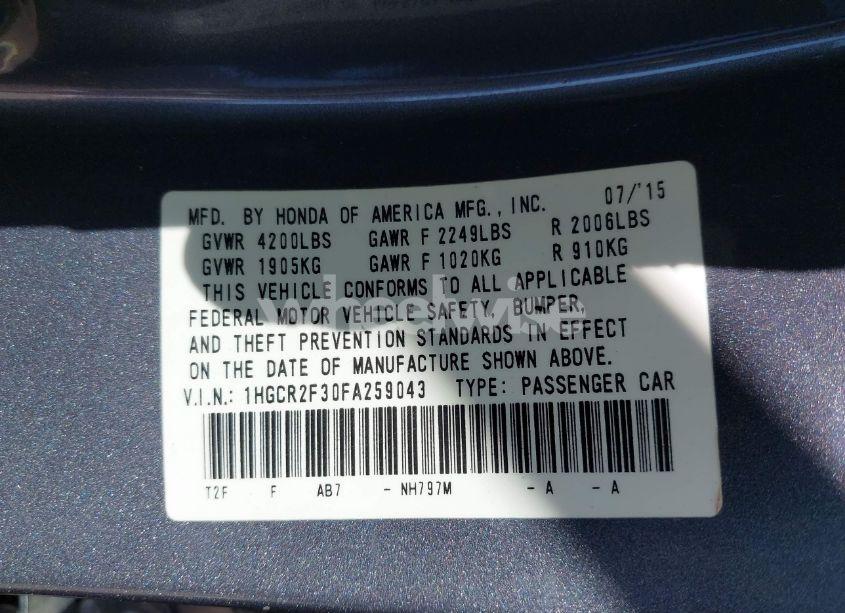 MFD. BY HONDA OF AMERICA MFG., INC. 07/'15
GVWR 4200LBS GAWR F 2249LBS R 2006LBS
GVWR 1905KG GAWR F 1020KG R 910KG
THIS VEHICLE CONFORMS TO ALL APPLICABLE
FEDERAL MOTOR VEHICLE SAFETY, BUMPER,
AND THEFT PREVENTION STANDARDS IN EFFECT
ON THE DATE OF MANUFACTURE SHOWN ABOVE.
V.I.N.: 1HGCR2F30FA259043 TYPE: PASSENGER CAR
T2F F AB7 - NH797M - A - A
wheelwise